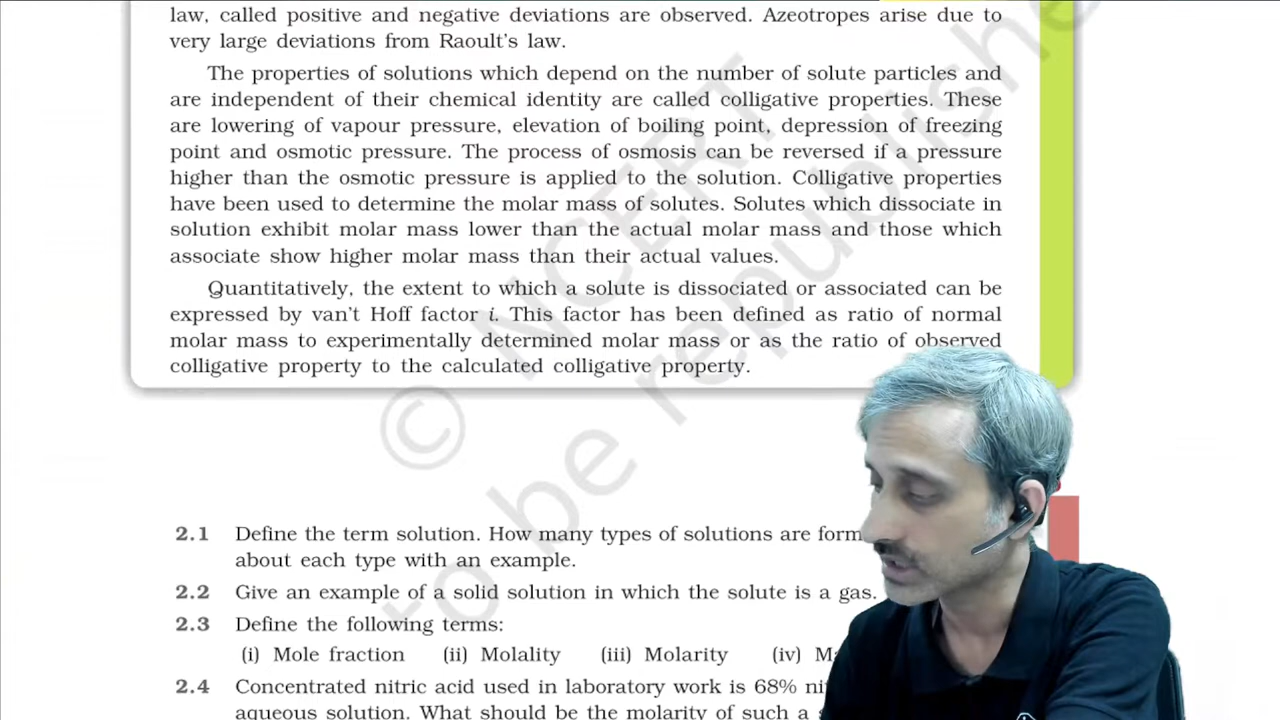 law, called positive and negative deviations are observed. Azeotropes arise due to
very large deviations from Raoult's law.
The properties of solutions which depend on the number of solute particles and
are independent of their chemical identity are called colligative properties. These
are lowering of vapour pressure, elevation of boiling point, depression of freezing
point and osmotic pressure. The process of osmosis can be reversed if a pressure
higher than the osmotic pressure is applied to the solution. Colligative properties
have been used to determine the molar mass of solutes. Solutes which dissociate in
solution exhibit molar mass lower than the actual molar mass and those which
associate show higher molar mass than their actual values.
Quantitatively, the extent to which a solute is dissociated or associated can be
expressed by van't Hoff factor i. This factor has been defined as ratio of normal
molar mass to experimentally determined molar mass or as the ratio of observed
colligative property to the calculated colligative property.
© NCERT
to be republishe
2.1 Define the term solution. How many types of solutions are form
about each type with an example.
2.2 Give an example of a solid solution in which the solute is a gas.
2.3 Define the following terms:
(i) Mole fraction (ii) Molality (iii) Molarity (iv) Ma
2.4 Concentrated nitric acid used in laboratory work is 68% ni
aqueous solution. What should be the molarity of such a